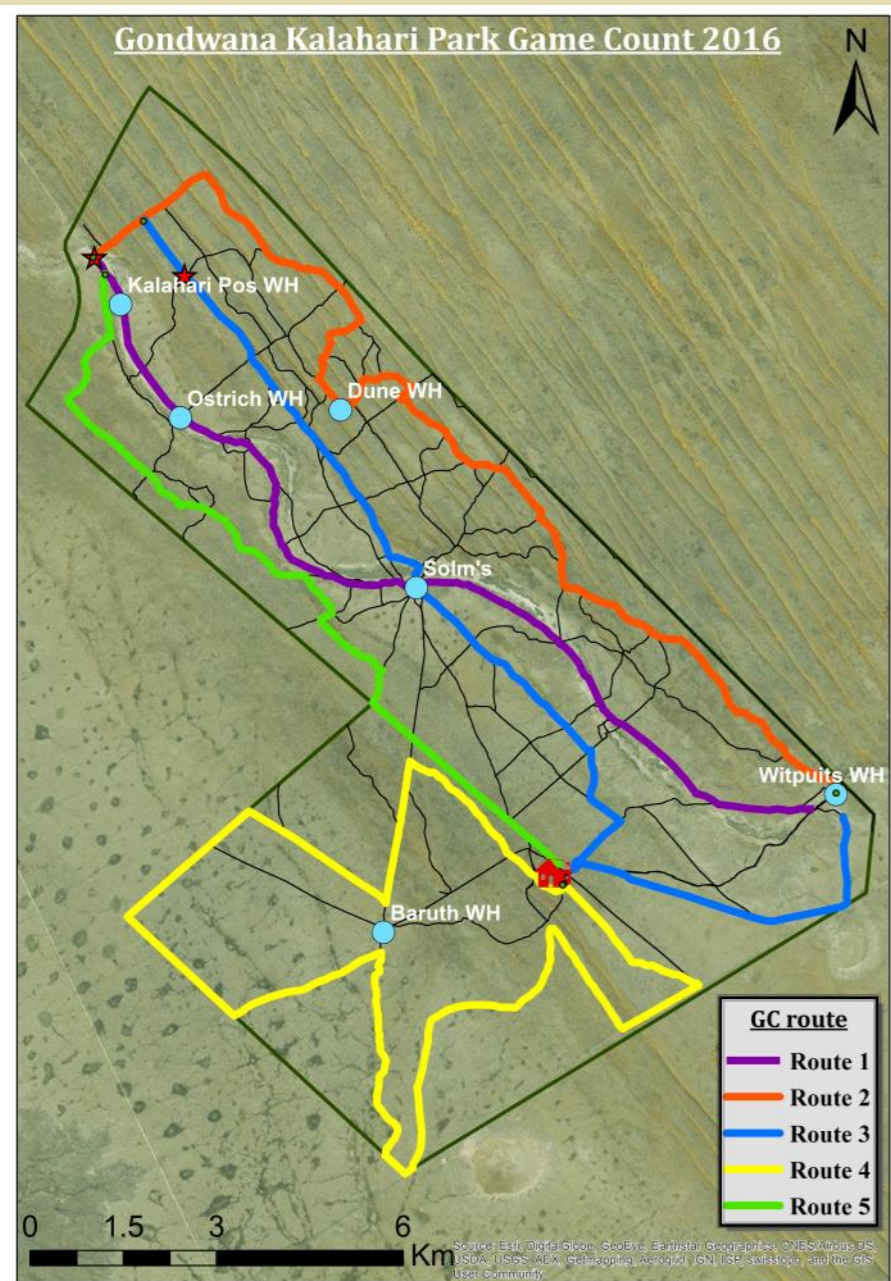 Gondwana Kalahari Park Game Count 2016
N
Kalahari Pos WH
Ostrich WH
Dune WH
Solm's
Witpuits WH
Baruth WH
GC route
Route 1
Route 2
Route 3
Route 4
Route 5
0 1.5 3 6
Km
Source: Esri, DigitalGlobe, GeoEye, Earthstar Geographics, CNES/Airbus DS,
USDA, USGS, AEX, Getmapping, Aerogrid, IGN, IGP, swisstopo, and the GIS
User Community